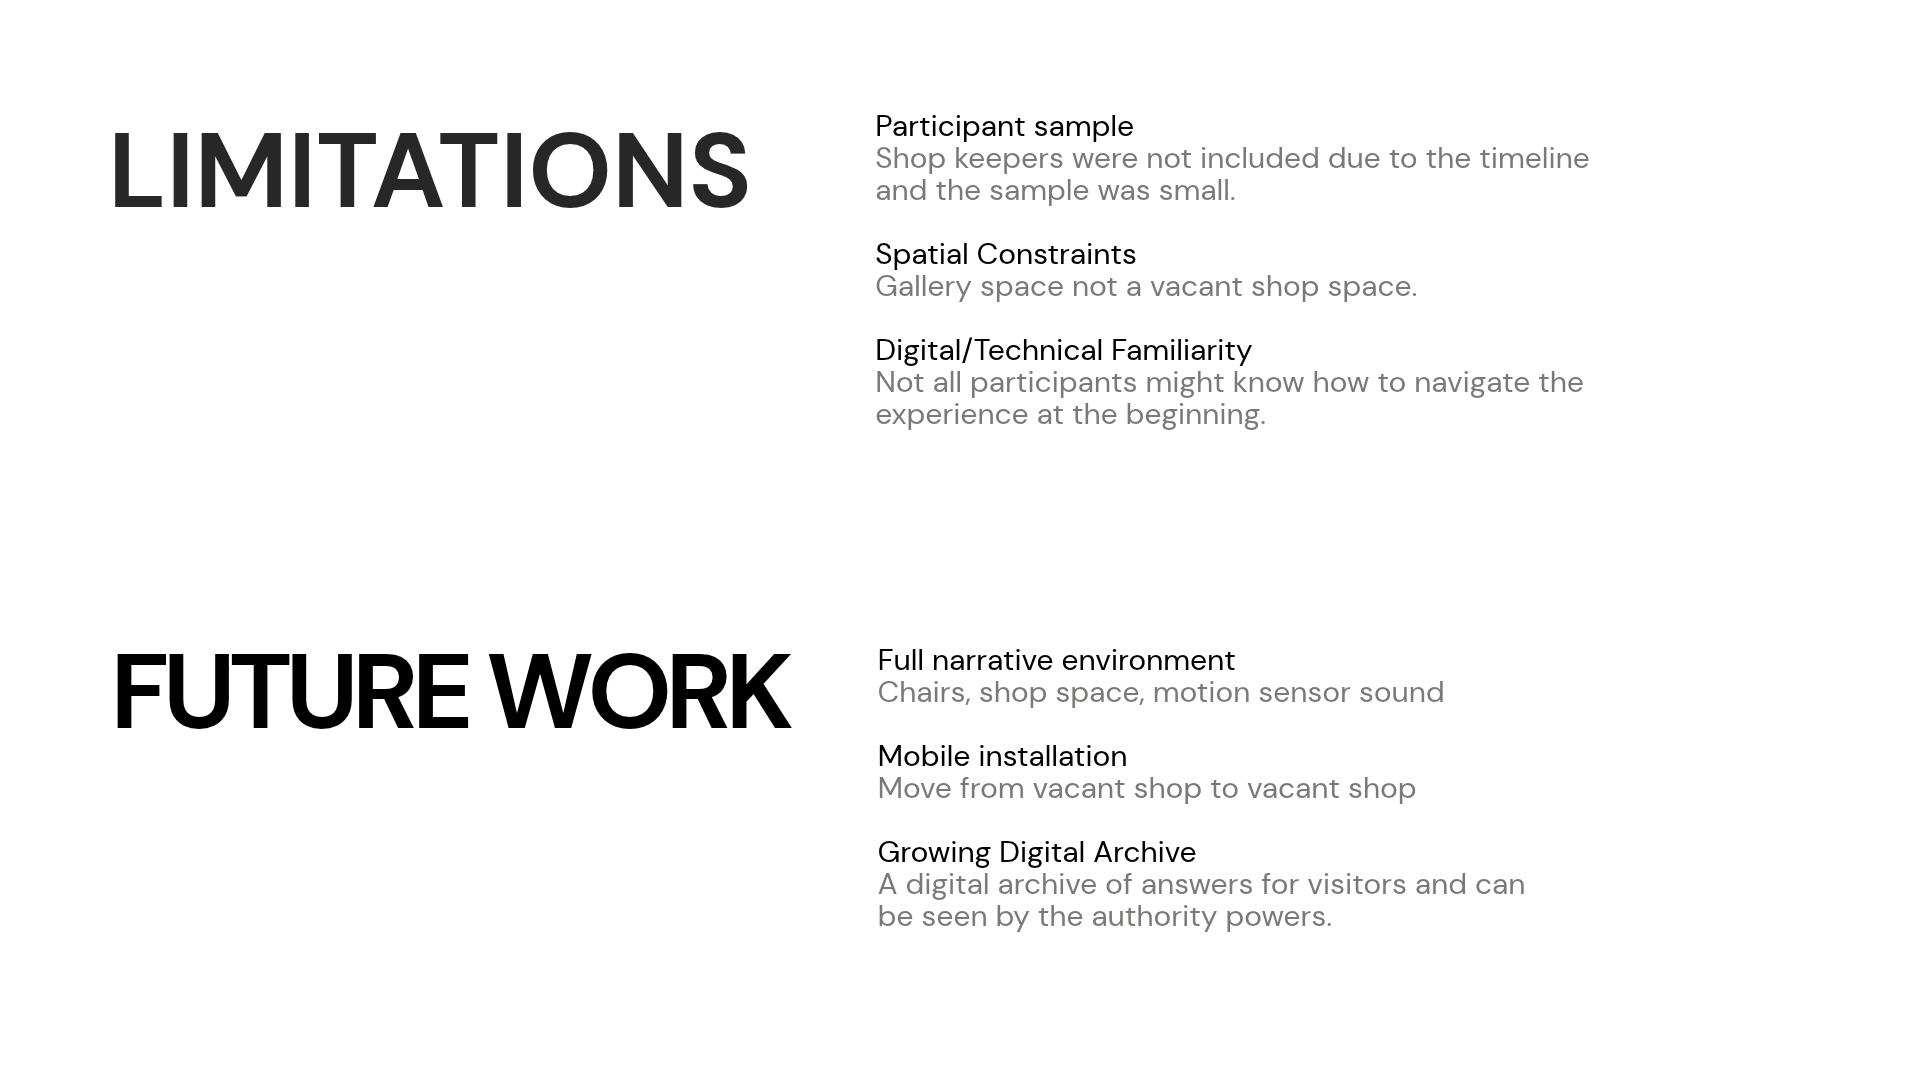 LIMITATIONS
Participant sample
Shop keepers were not included due to the timeline
and the sample was small.
Spatial Constraints
Gallery space not a vacant shop space.
Digital/Technical Familiarity
Not all participants might know how to navigate the
experience at the beginning.
FUTURE WORK
Full narrative environment
Chairs, shop space, motion sensor sound
Mobile installation
Move from vacant shop to vacant shop
Growing Digital Archive
A digital archive of answers for visitors and can
be seen by the authority powers.